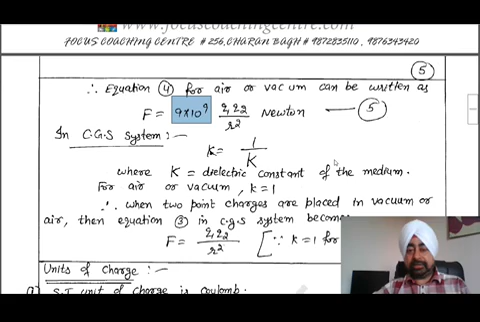 www.focuscoachingcentre.com
FOCUS COACHING CENTRE # 256, CHARAN BAGH # 9872835110, 9876343420
5
∴ Equation 4 for air or vacum can be written as
F = 9×10⁹ q₁q₂/r² Newton — 5
In C.G.S System:-
k = 1/K
where K = dielectric constant of the medium.
For air or vacuum, k = 1
∴ when two point charges are placed in vacuum or
air, then equation 3 in c.g.s system becomes
F = q₁q₂/r² [∵ k = 1 for
Units of Charge :-
S.I unit of charge is coulomb.